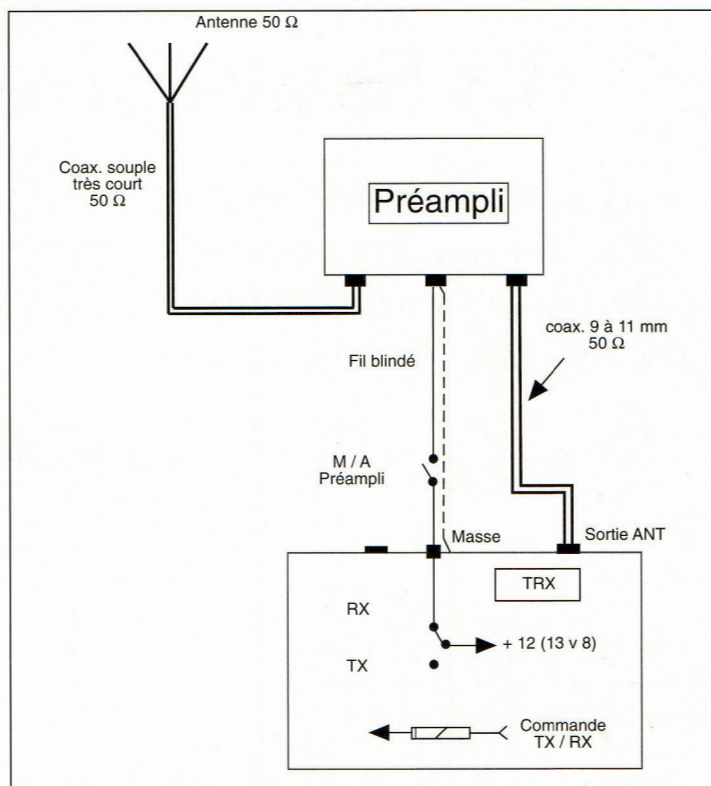 Antenne 50 Ω
Coax. souple
très court
50 Ω
Préampli
coax. 9 à 11 mm
50 Ω
Fil blindé
M / A
Préampli
Masse
Sortie ANT
TRX
RX
+ 12 (13 v 8)
TX
Commande
TX / RX